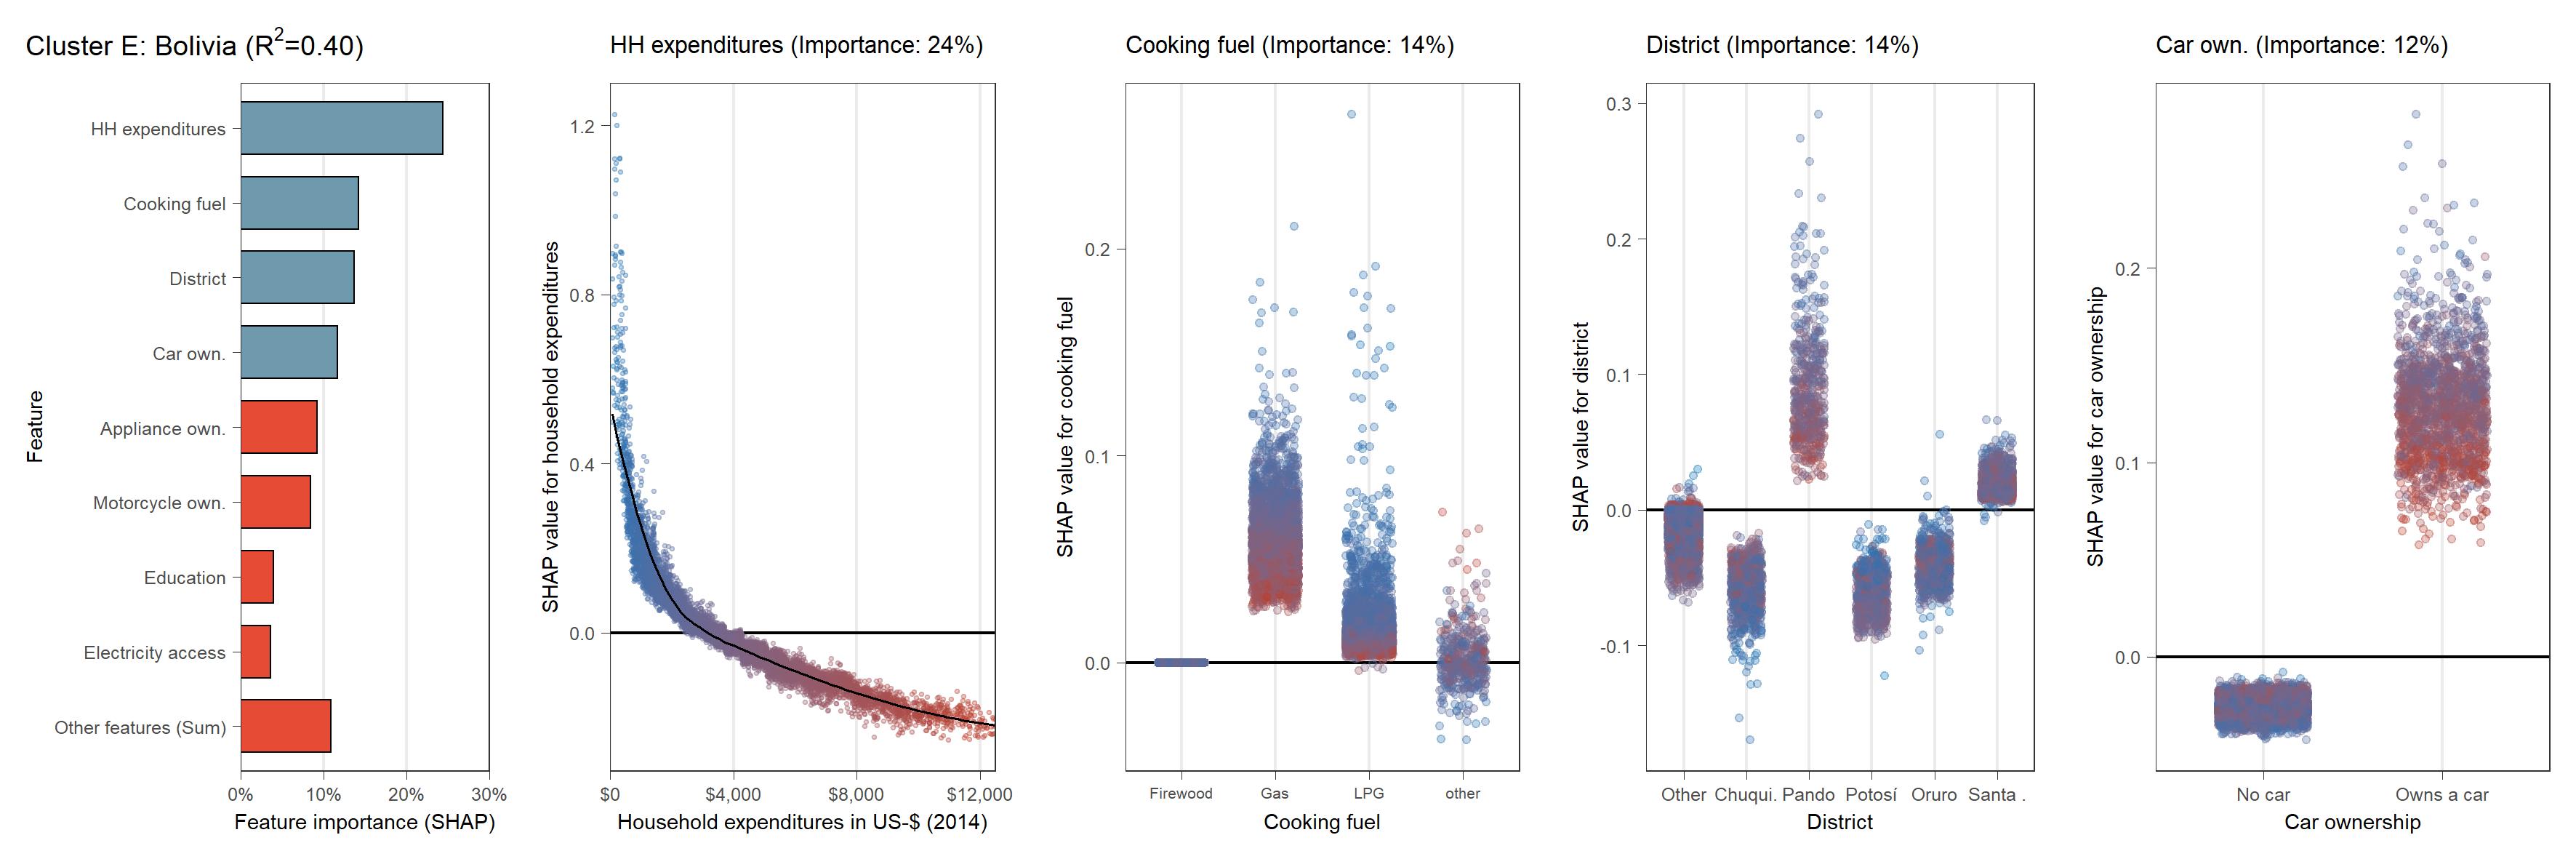 Cluster E: Bolivia (R²=0.40)
Feature
HH expenditures
Cooking fuel
District
Car own.
Appliance own.
Motorcycle own.
Education
Electricity access
Other features (Sum)
0% 10% 20% 30%
Feature importance (SHAP)
HH expenditures (Importance: 24%)
SHAP value for household expenditures
1.2
0.8
0.4
0.0
$0 $4,000 $8,000 $12,000
Household expenditures in US-$ (2014)
Cooking fuel (Importance: 14%)
SHAP value for cooking fuel
0.2
0.1
0.0
Firewood Gas LPG other
Cooking fuel
District (Importance: 14%)
SHAP value for district
0.3
0.2
0.1
0.0
-0.1
Other Chuqui. Pando Potosí Oruro Santa .
District
Car own. (Importance: 12%)
SHAP value for car ownership
0.2
0.1
0.0
No car Owns a car
Car ownership